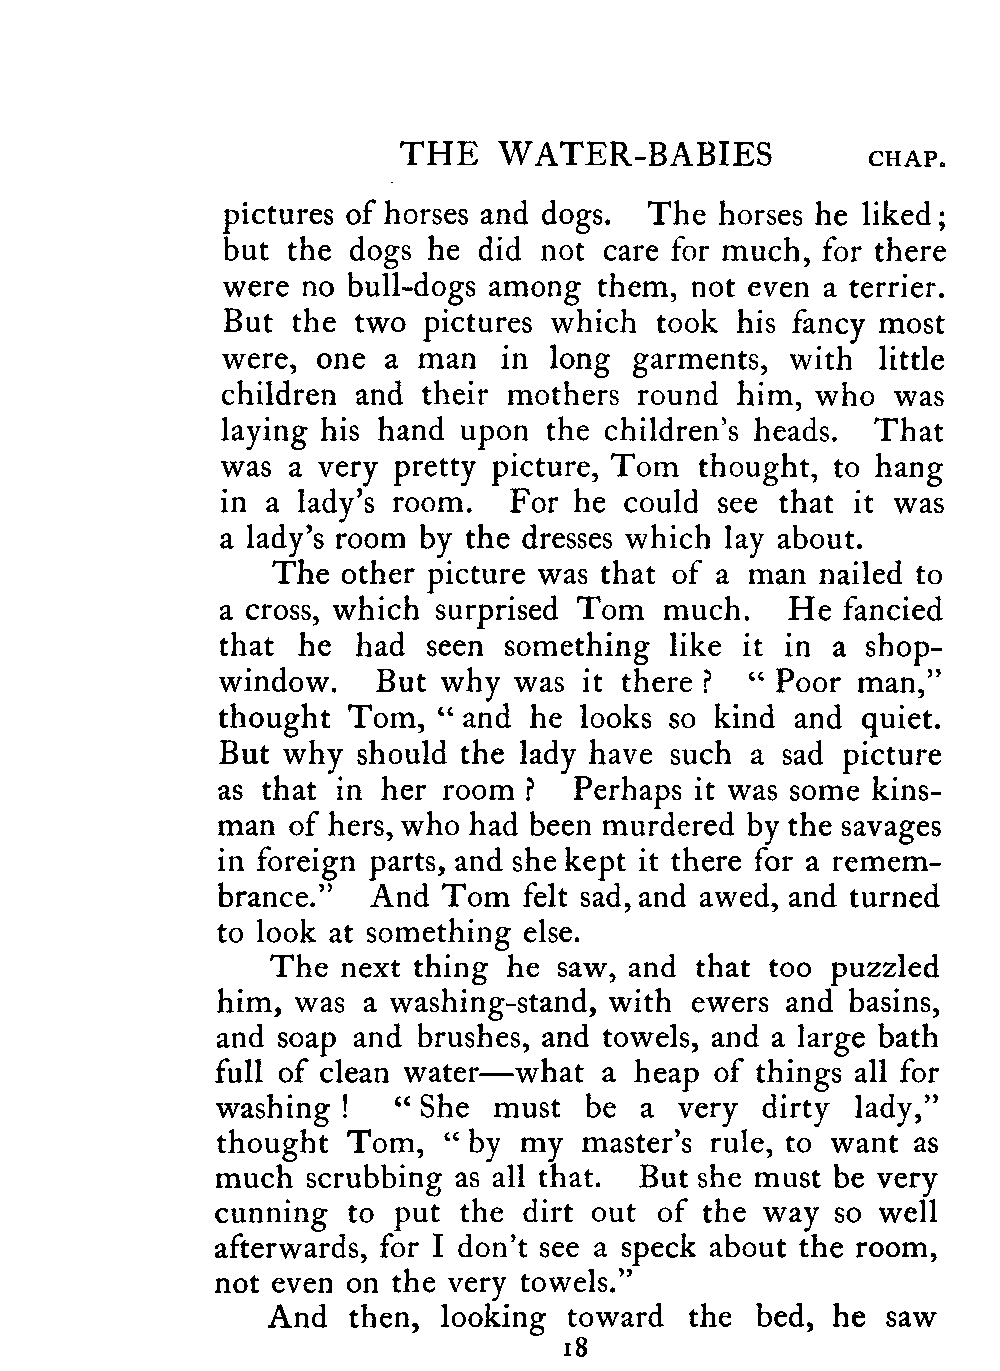 THE WATER-BABIES CHAP.
pictures of horses and dogs. The horses he liked;
but the dogs he did not care for much, for there
were no bull-dogs among them, not even a terrier.
But the two pictures which took his fancy most
were, one a man in long garments, with little
children and their mothers round him, who was
laying his hand upon the children's heads. That
was a very pretty picture, Tom thought, to hang
in a lady's room. For he could see that it was
a lady's room by the dresses which lay about.
The other picture was that of a man nailed to
a cross, which surprised Tom much. He fancied
that he had seen something like it in a shop-
window. But why was it there? “Poor man,”
thought Tom, “and he looks so kind and quiet.
But why should the lady have such a sad picture
as that in her room? Perhaps it was some kins-
man of hers, who had been murdered by the savages
in foreign parts, and she kept it there for a remem-
brance.” And Tom felt sad, and awed, and turned
to look at something else.
The next thing he saw, and that too puzzled
him, was a washing-stand, with ewers and basins,
and soap and brushes, and towels, and a large bath
full of clean water—what a heap of things all for
washing! “She must be a very dirty lady,”
thought Tom, “by my master's rule, to want as
much scrubbing as all that. But she must be very
cunning to put the dirt out of the way so well
afterwards, for I don't see a speck about the room,
not even on the very towels.”
And then, looking toward the bed, he saw
18